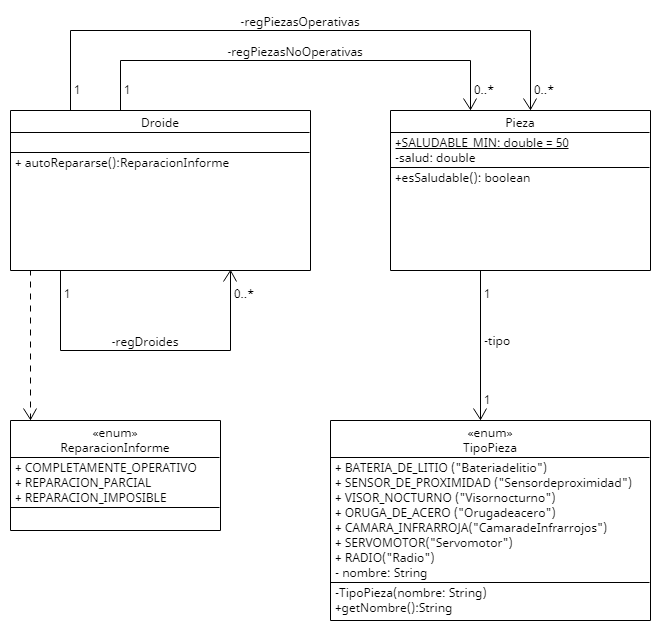 -regPiezasOperativas
-regPiezasNoOperativas
1
1
0..*
0..*
Droide
+ autoRepararse():ReparacionInforme
Pieza
+SALUDABLE_MIN: double = 50
-salud: double
+esSaludable(): boolean
1
0..*
-regDroides
1
-tipo
1
«enum»
ReparacionInforme
+ COMPLETAMENTE_OPERATIVO
+ REPARACION_PARCIAL
+ REPARACION_IMPOSIBLE
«enum»
TipoPieza
+ BATERIA_DE_LITIO ("Bateriadelitio")
+ SENSOR_DE_PROXIMIDAD ("Sensordeproximidad")
+ VISOR_NOCTURNO ("Visornocturno")
+ ORUGA_DE_ACERO ("Orugadeacero")
+ CAMARA_INFRARROJA("CamaradeInfrarrojos")
+ SERVOMOTOR("Servomotor")
+ RADIO("Radio")
- nombre: String
-TipoPieza(nombre: String)
+getNombre():String